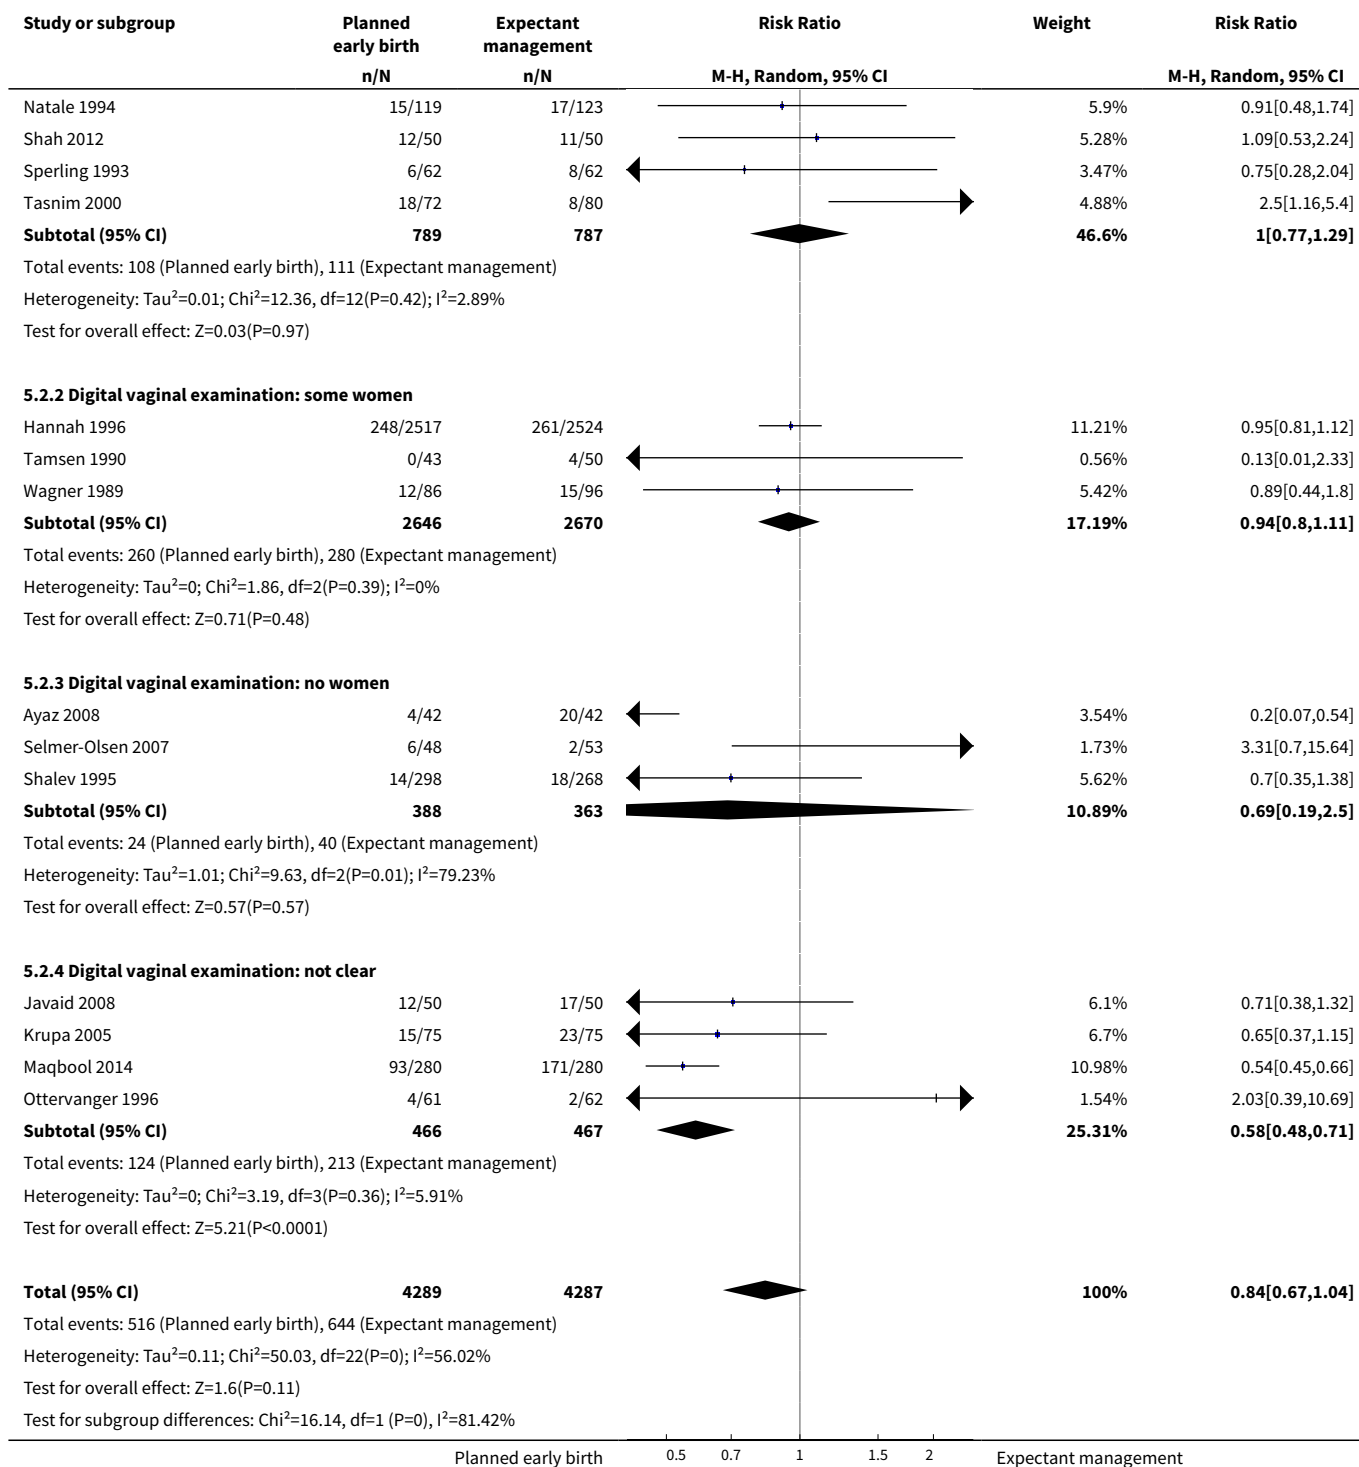 Study or subgroup Planned early birth Expectant management Risk Ratio Weight Risk Ratio
n/N n/N M-H, Random, 95% CI M-H, Random, 95% CI
Natale 1994 15/119 17/123 5.9% 0.91[0.48,1.74]
Shah 2012 12/50 11/50 5.28% 1.09[0.53,2.24]
Sperling 1993 6/62 8/62 3.47% 0.75[0.28,2.04]
Tasnim 2000 18/72 8/80 4.88% 2.5[1.16,5.4]
Subtotal (95% CI) 789 787 46.6% 1[0.77,1.29]
Total events: 108 (Planned early birth), 111 (Expectant management)
Heterogeneity: Tau²=0.01; Chi²=12.36, df=12(P=0.42); I²=2.89%
Test for overall effect: Z=0.03(P=0.97)
5.2.2 Digital vaginal examination: some women
Hannah 1996 248/2517 261/2524 11.21% 0.95[0.81,1.12]
Tamsen 1990 0/43 4/50 0.56% 0.13[0.01,2.33]
Wagner 1989 12/86 15/96 5.42% 0.89[0.44,1.8]
Subtotal (95% CI) 2646 2670 17.19% 0.94[0.8,1.11]
Total events: 260 (Planned early birth), 280 (Expectant management)
Heterogeneity: Tau²=0; Chi²=1.86, df=2(P=0.39); I²=0%
Test for overall effect: Z=0.71(P=0.48)
5.2.3 Digital vaginal examination: no women
Ayaz 2008 4/42 20/42 3.54% 0.2[0.07,0.54]
Selmer-Olsen 2007 6/48 2/53 1.73% 3.31[0.7,15.64]
Shalev 1995 14/298 18/268 5.62% 0.7[0.35,1.38]
Subtotal (95% CI) 388 363 10.89% 0.69[0.19,2.5]
Total events: 24 (Planned early birth), 40 (Expectant management)
Heterogeneity: Tau²=1.01; Chi²=9.63, df=2(P=0.01); I²=79.23%
Test for overall effect: Z=0.57(P=0.57)
5.2.4 Digital vaginal examination: not clear
Javaid 2008 12/50 17/50 6.1% 0.71[0.38,1.32]
Krupa 2005 15/75 23/75 6.7% 0.65[0.37,1.15]
Maqbool 2014 93/280 171/280 10.98% 0.54[0.45,0.66]
Ottervanger 1996 4/61 2/62 1.54% 2.03[0.39,10.69]
Subtotal (95% CI) 466 467 25.31% 0.58[0.48,0.71]
Total events: 124 (Planned early birth), 213 (Expectant management)
Heterogeneity: Tau²=0; Chi²=3.19, df=3(P=0.36); I²=5.91%
Test for overall effect: Z=5.21(P<0.0001)
Total (95% CI) 4289 4287 100% 0.84[0.67,1.04]
Total events: 516 (Planned early birth), 644 (Expectant management)
Heterogeneity: Tau²=0.11; Chi²=50.03, df=22(P=0); I²=56.02%
Test for overall effect: Z=1.6(P=0.11)
Test for subgroup differences: Chi²=16.14, df=1 (P=0), I²=81.42%
Planned early birth 0.5 0.7 1 1.5 2 Expectant management